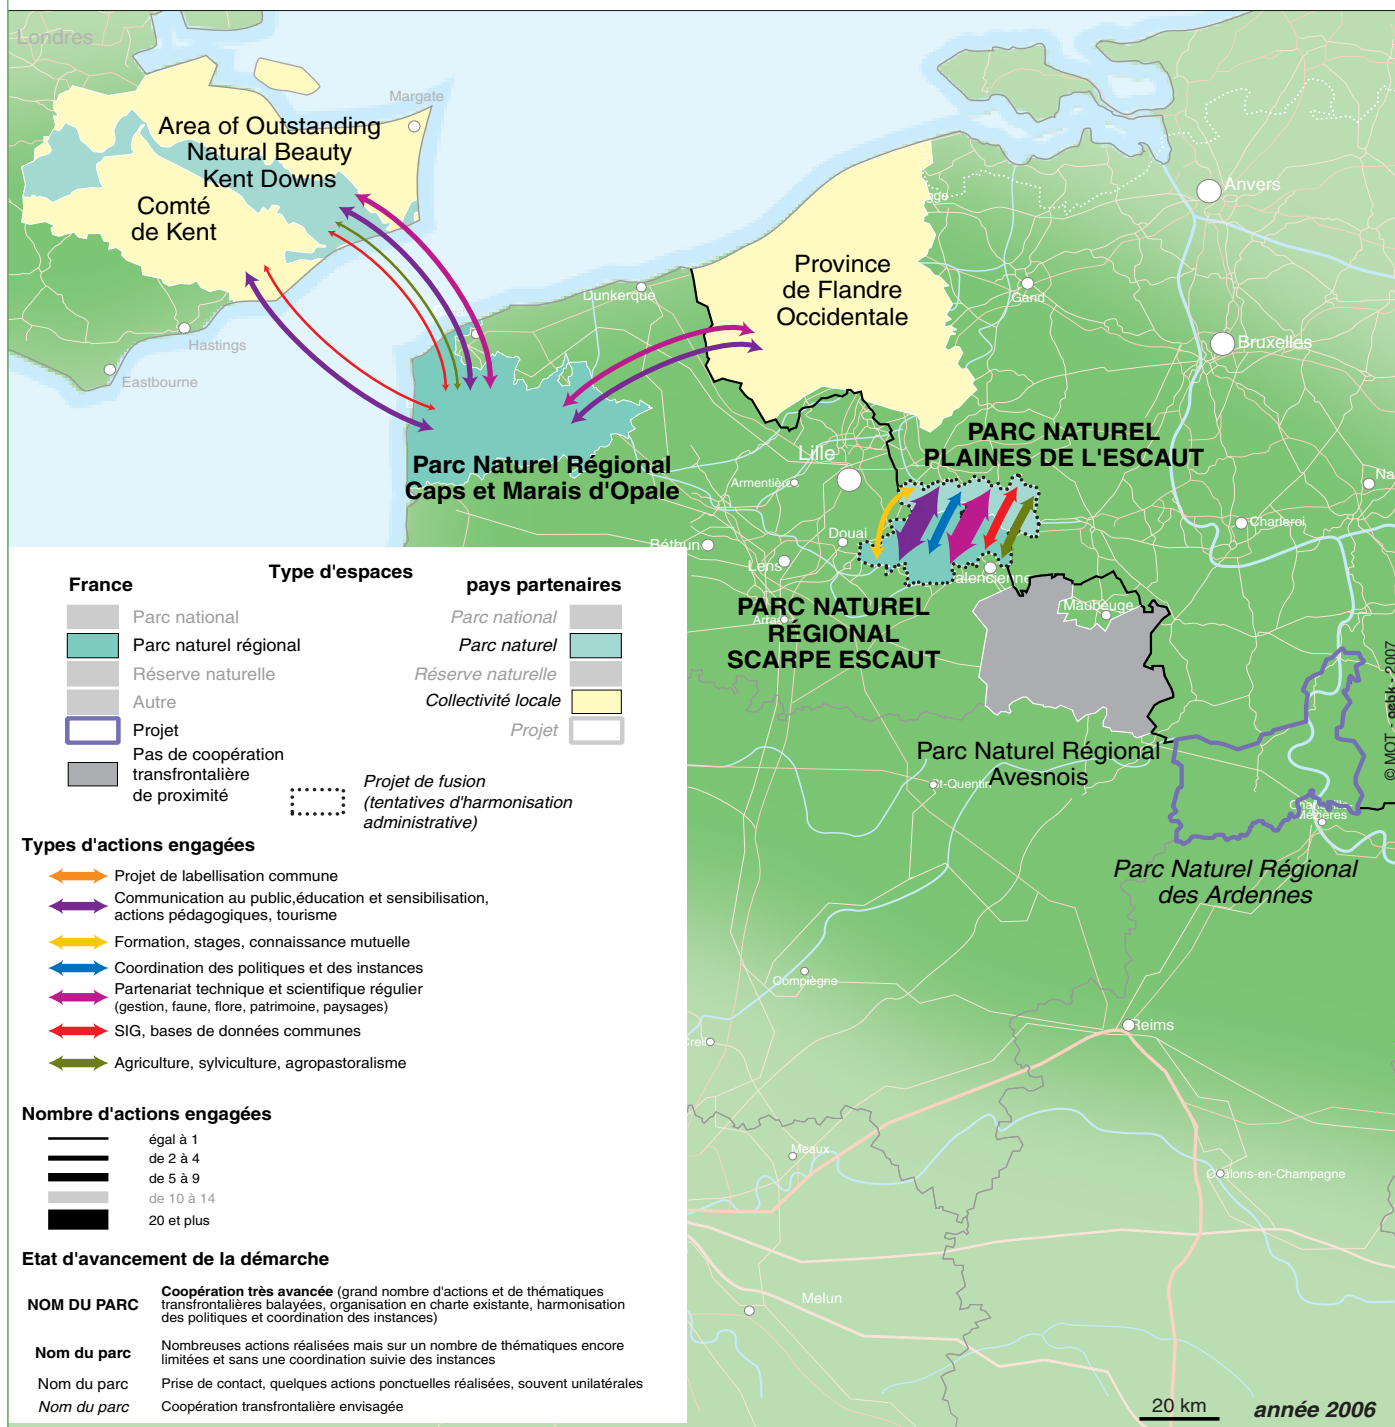 Londres
Margate
Area of Outstanding
Natural Beauty
Kent Downs
Comté
de Kent
Hastings
Eastbourne
Dunkerque
Province
de Flandre
Occidentale
Anvers
Gand
Bruxelles
Parc Naturel Régional
Caps et Marais d'Opale
Lille
Armentière
PARC NATUREL
PLAINES DE L'ESCAUT
Charleroi
Na
Douai
Béthun
Lens
alencienne
Maubeuge
Arras
PARC NATUREL
RÉGIONAL
SCARPE ESCAUT
Parc Naturel Régional
Avesnois
St-Quentin
Charleville-
Mézières
Parc Naturel Régional
des Ardennes
Compiègne
Creil
Reims
Meaux
Châlons-en-Champagne
Melun
© MOT - gebk - 2007
20 km
année 2006
Type d'espaces
France
pays partenaires
Parc national
Parc national
Parc naturel régional
Parc naturel
Réserve naturelle
Réserve naturelle
Autre
Collectivité locale
Projet
Projet
Pas de coopération
transfrontalière
de proximité
Projet de fusion
(tentatives d'harmonisation
administrative)
Types d'actions engagées
Projet de labellisation commune
Communication au public,éducation et sensibilisation,
actions pédagogiques, tourisme
Formation, stages, connaissance mutuelle
Coordination des politiques et des instances
Partenariat technique et scientifique régulier
(gestion, faune, flore, patrimoine, paysages)
SIG, bases de données communes
Agriculture, sylviculture, agropastoralisme
Nombre d'actions engagées
égal à 1
de 2 à 4
de 5 à 9
de 10 à 14
20 et plus
Etat d'avancement de la démarche
NOM DU PARC
Coopération très avancée (grand nombre d'actions et de thématiques
transfrontalières balayées, organisation en charte existante, harmonisation
des politiques et coordination des instances)
Nom du parc
Nombreuses actions réalisées mais sur un nombre de thématiques encore
limitées et sans une coordination suivie des instances
Nom du parc
Prise de contact, quelques actions ponctuelles réalisées, souvent unilatérales
Nom du parc
Coopération transfrontalière envisagée